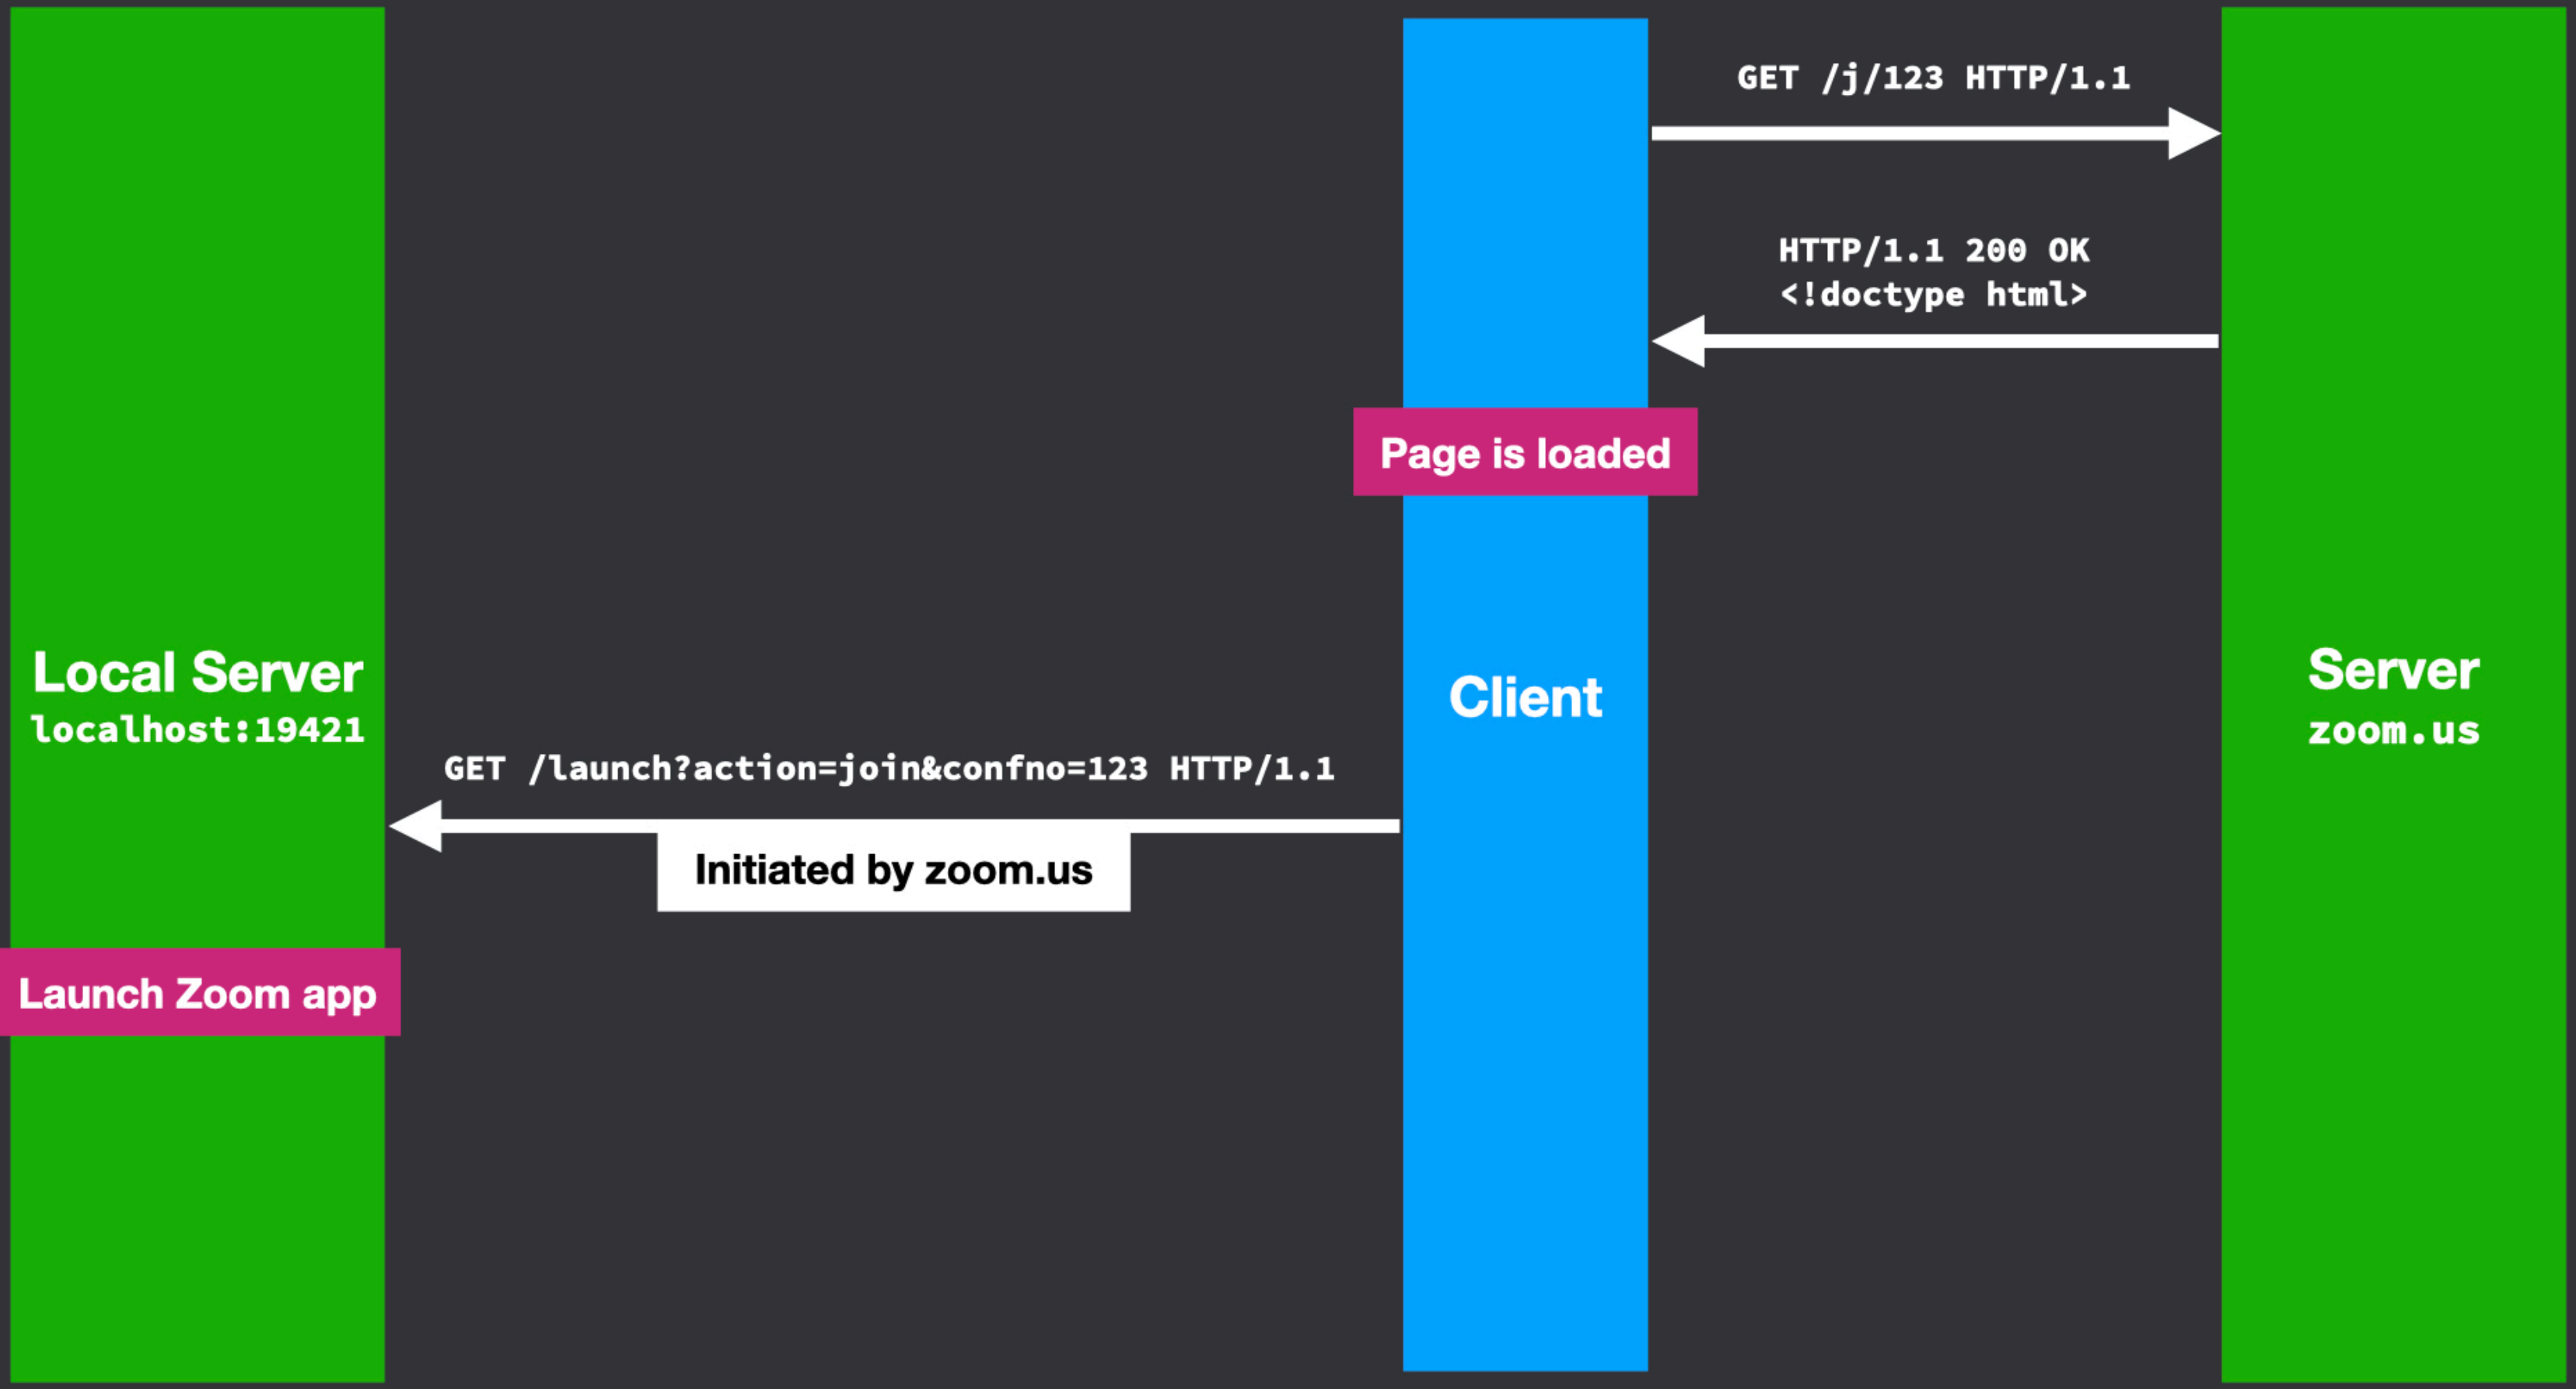 GET /j/123 HTTP/1.1
HTTP/1.1 200 OK
<!doctype html>
Page is loaded
Local Server
localhost:19421
Client
Server
zoom.us
GET /launch?action=join&confno=123 HTTP/1.1
Initiated by zoom.us
Launch Zoom app